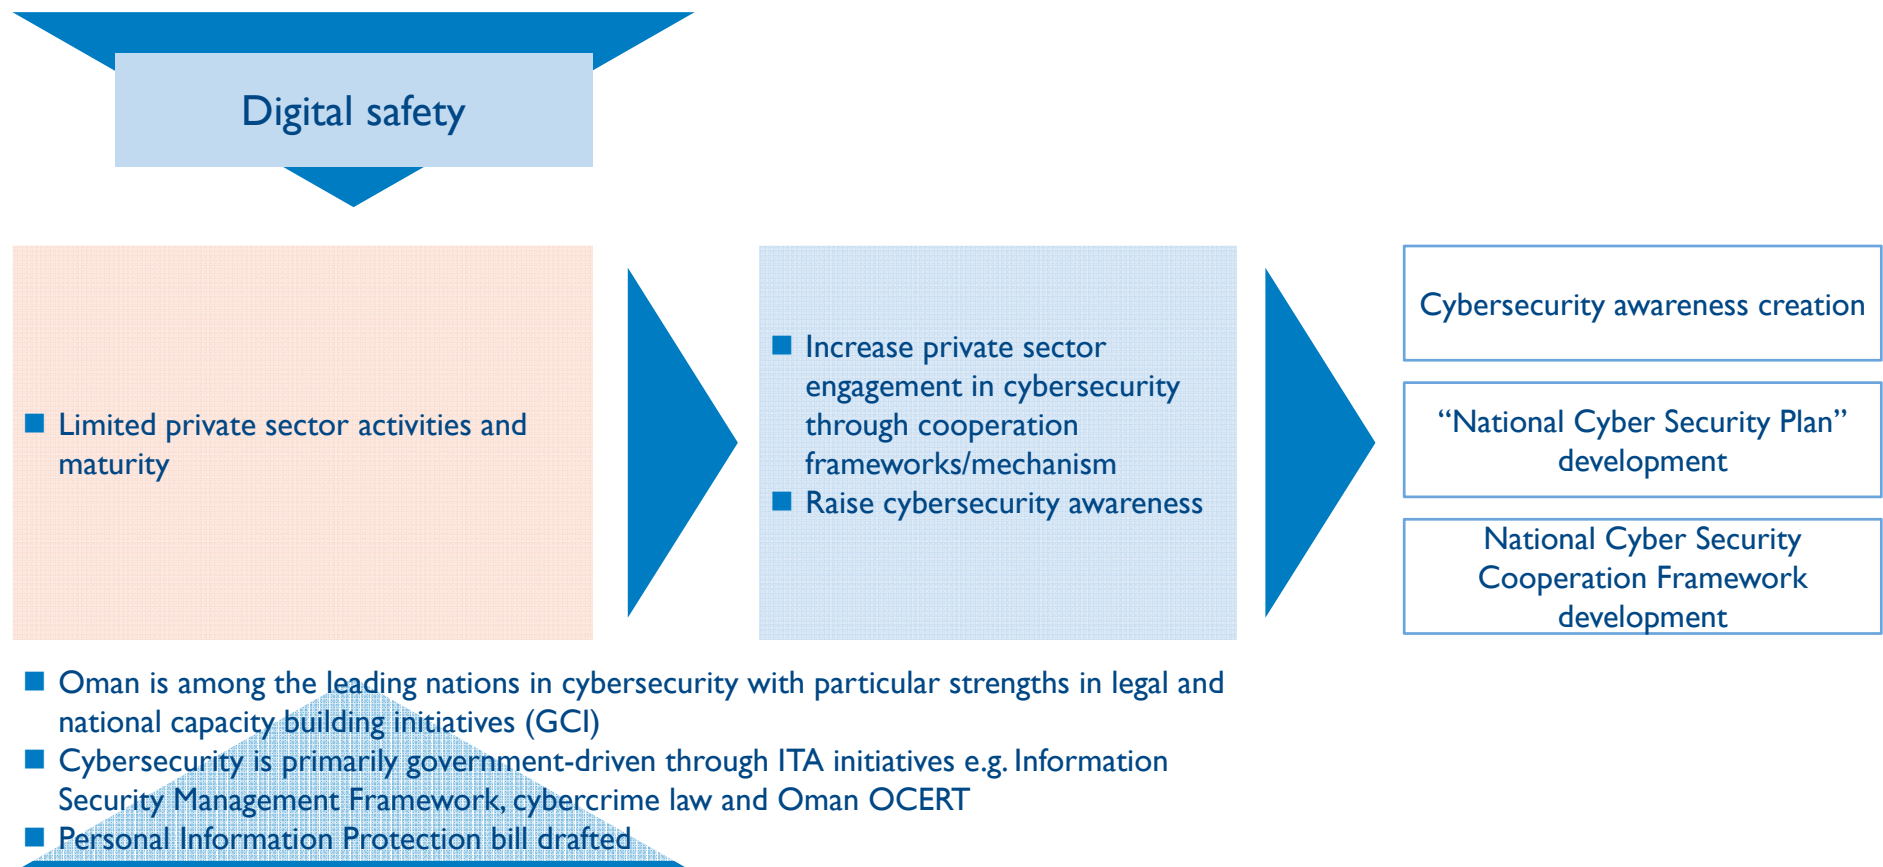 Digital safety
■ Limited private sector activities and
maturity
■ Increase private sector
engagement in cybersecurity
through cooperation
frameworks/mechanism
■ Raise cybersecurity awareness
Cybersecurity awareness creation
“National Cyber Security Plan”
development
National Cyber Security
Cooperation Framework
development
■ Oman is among the leading nations in cybersecurity with particular strengths in legal and
national capacity building initiatives (GCI)
■ Cybersecurity is primarily government-driven through ITA initiatives e.g. Information
Security Management Framework, cybercrime law and Oman OCERT
■ Personal Information Protection bill drafted